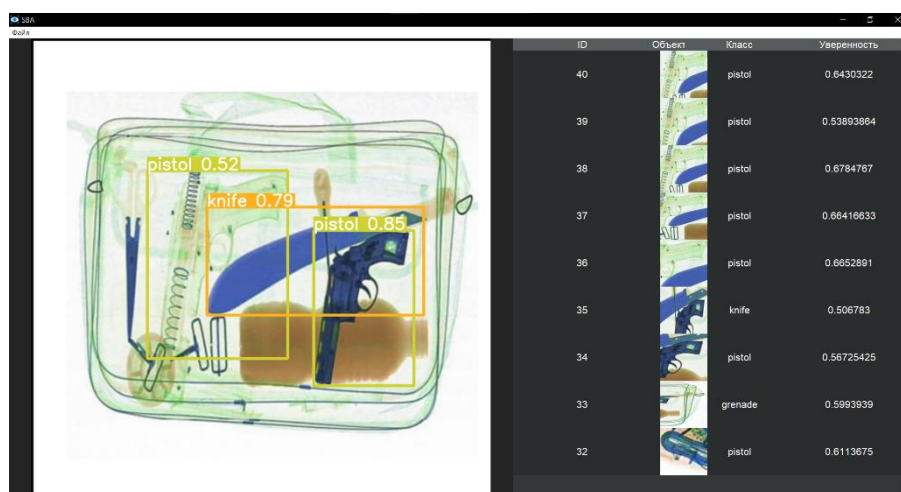 SBA
Файл
ID Объект Класс Уверенность
40 pistol 0.6430322
39 pistol 0.53893864
38 pistol 0.6784767
37 pistol 0.66416633
36 pistol 0.6652891
35 knife 0.506783
34 pistol 0.56725425
33 grenade 0.5993939
32 pistol 0.6113675
pistol 0.52
knife 0.79
pistol 0.85